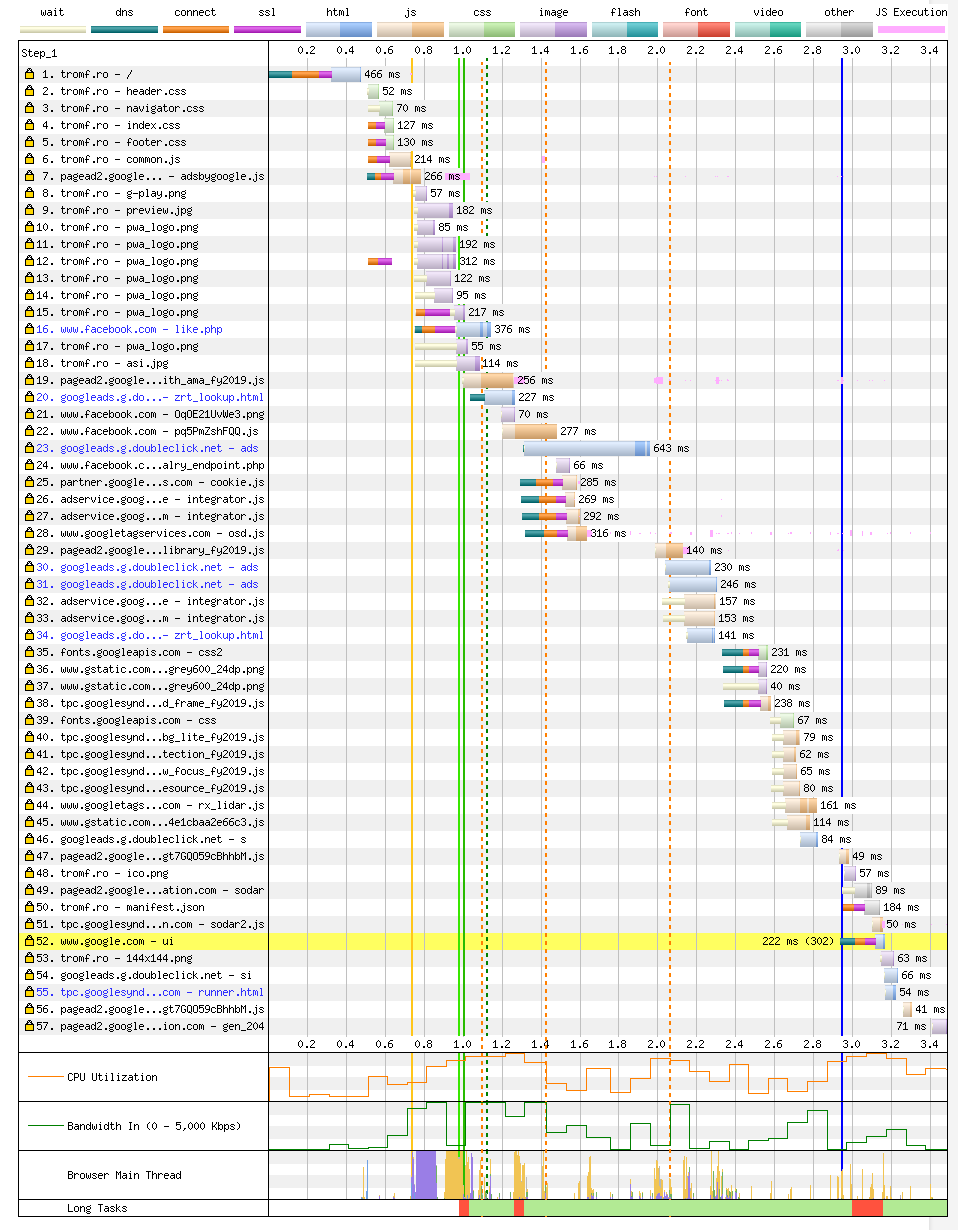 wait dns connect ssl html js css image flash font video other JS Execution
Step_1 0.2 0.4 0.6 0.8 1.0 1.2 1.4 1.6 1.8 2.0 2.2 2.4 2.6 2.8 3.0 3.2 3.4
1. tromf.ro – / 466 ms
2. tromf.ro – header.css 52 ms
3. tromf.ro – navigator.css 70 ms
4. tromf.ro – index.css 127 ms
5. tromf.ro – footer.css 130 ms
6. tromf.ro – common.js 214 ms
7. pagead2.google... – adsbygoogle.js 266 ms
8. tromf.ro – g-play.png 57 ms
9. tromf.ro – preview.jpg 182 ms
10. tromf.ro – pwa_logo.png 85 ms
11. tromf.ro – pwa_logo.png 192 ms
12. tromf.ro – pwa_logo.png 312 ms
13. tromf.ro – pwa_logo.png 122 ms
14. tromf.ro – pwa_logo.png 95 ms
15. tromf.ro – pwa_logo.png 217 ms
16. www.facebook.com – like.php 376 ms
17. tromf.ro – pwa_logo.png 55 ms
18. tromf.ro – asi.jpg 114 ms
19. pagead2.google...ith_ama_fy2019.js 256 ms
20. googleads.g.do...– zrt_lookup.html 227 ms
21. www.facebook.com – OqOE21UvWe3.png 70 ms
22. www.facebook.com – pq5PmZshFQQ.js 277 ms
23. googleads.g.doubleclick.net – ads 643 ms
24. www.facebook.c...alry_endpoint.php 66 ms
25. partner.google...s.com – cookie.js 285 ms
26. adservice.goog...e – integrator.js 269 ms
27. adservice.goog...m – integrator.js 292 ms
28. www.googletagservices.com – osd.js 316 ms
29. pagead2.google...library_fy2019.js 140 ms
30. googleads.g.doubleclick.net – ads 230 ms
31. googleads.g.doubleclick.net – ads 246 ms
32. adservice.goog...e – integrator.js 157 ms
33. adservice.goog...m – integrator.js 153 ms
34. googleads.g.do...– zrt_lookup.html 141 ms
35. fonts.googleapis.com – css2 231 ms
36. www.gstatic.com...grey600_24dp.png 220 ms
37. www.gstatic.com...grey600_24dp.png 40 ms
38. tpc.googlesynd...d_frame_fy2019.js 238 ms
39. fonts.googleapis.com – css 67 ms
40. tpc.googlesynd...bg_lite_fy2019.js 79 ms
41. tpc.googlesynd...tection_fy2019.js 62 ms
42. tpc.googlesynd...w_focus_fy2019.js 65 ms
43. tpc.googlesynd...esource_fy2019.js 80 ms
44. www.googletags...com – rx_lidar.js 161 ms
45. www.gstatic.com...4e1cbaa2e66c3.js 114 ms
46. googleads.g.doubleclick.net – s 84 ms
47. pagead2.google...gt7GQO59cBhhbM.js 49 ms
48. tromf.ro – ico.png 57 ms
49. pagead2.google...ation.com – sodar 89 ms
50. tromf.ro – manifest.json 184 ms
51. tpc.googlesynd...n.com – sodar2.js 50 ms
52. www.google.com – ui 222 ms (302)
53. tromf.ro – 144x144.png 63 ms
54. googleads.g.doubleclick.net – si 66 ms
55. tpc.googlesynd...com – runner.html 54 ms
56. pagead2.google...gt7GQO59cBhhbM.js 41 ms
57. pagead2.google...ion.com – gen_204 71 ms
0.2 0.4 0.6 0.8 1.0 1.2 1.4 1.6 1.8 2.0 2.2 2.4 2.6 2.8 3.0 3.2 3.4
CPU Utilization
Bandwidth In (0 – 5,000 Kbps)
Browser Main Thread
Long Tasks